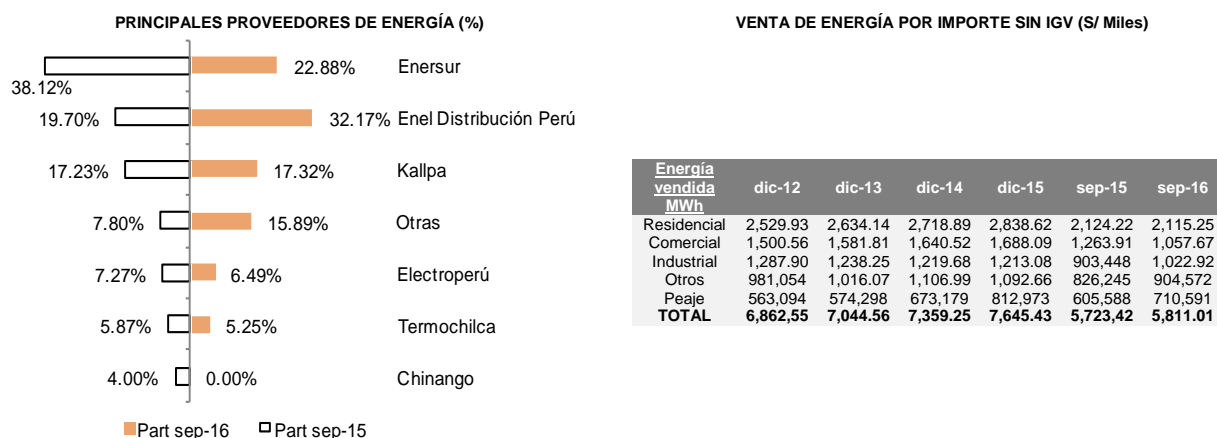 PRINCIPALES PROVEEDORES DE ENERGÍA (%)
38.12% 22.88% Enersur
19.70% 32.17% Enel Distribución Perú
17.23% 17.32% Kallpa
7.80% 15.89% Otras
7.27% 6.49% Electroperú
5.87% 5.25% Termochilca
4.00% 0.00% Chinango
Part sep-16 Part sep-15
VENTA DE ENERGÍA POR IMPORTE SIN IGV (S/ Miles)
Energía
vendida dic-12 dic-13 dic-14 dic-15 sep-15 sep-16
MWh
Residencial 2,529.93 2,634.14 2,718.89 2,838.62 2,124.22 2,115.25
Comercial 1,500.56 1,581.81 1,640.52 1,688.09 1,263.91 1,057.67
Industrial 1,287.90 1,238.25 1,219.68 1,213.08 903,448 1,022.92
Otros 981,054 1,016.07 1,106.99 1,092.66 826,245 904,572
Peaje 563,094 574,298 673,179 812,973 605,588 710,591
TOTAL 6,862,55 7,044.56 7,359.25 7,645.43 5,723,42 5,811.01